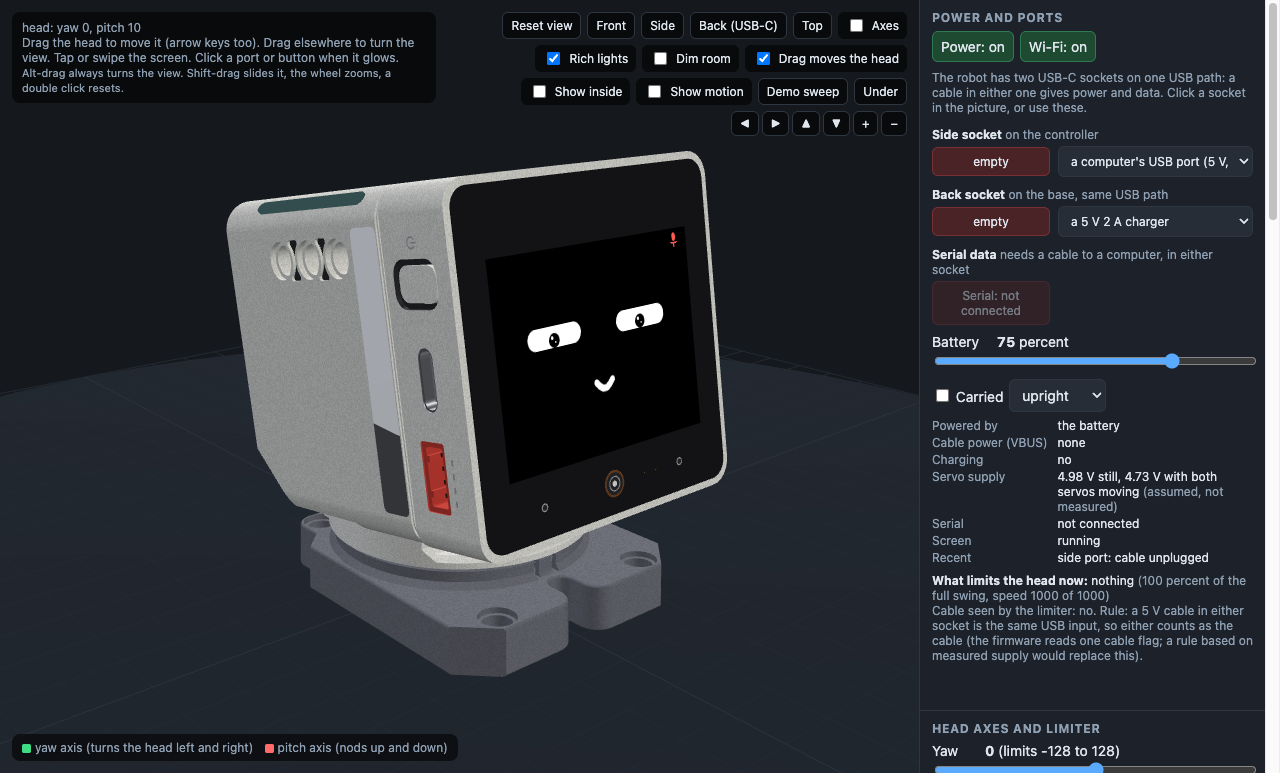 head: yaw 0, pitch 10
Drag the head to move it (arrow keys too). Drag elsewhere to turn the
view. Tap or swipe the screen. Click a port or button when it glows.
Alt-drag always turns the view. Shift-drag slides it, the wheel zooms, a
double click resets.
Reset view Front Side Back (USB-C) Top Axes
Rich lights Dim room Drag moves the head
Show inside Show motion Demo sweep Under
◄ ► ▲ ▼ + −
yaw axis (turns the head left and right) pitch axis (nods up and down)
POWER AND PORTS
Power: on Wi-Fi: on
The robot has two USB-C sockets on one USB path: a
cable in either one gives power and data. Click a socket
in the picture, or use these.
Side socket on the controller
empty a computer's USB port (5 V,
Back socket on the base, same USB path
empty a 5 V 2 A charger
Serial data needs a cable to a computer, in either
socket
Serial: not
connected
Battery 75 percent
Carried upright
Powered by the battery
Cable power (VBUS) none
Charging no
Servo supply 4.98 V still, 4.73 V with both
servos moving (assumed, not
measured)
Serial not connected
Screen running
Recent side port: cable unplugged
What limits the head now: nothing (100 percent of the
full swing, speed 1000 of 1000)
Cable seen by the limiter: no. Rule: a 5 V cable in either
socket is the same USB input, so either counts as the
cable (the firmware reads one cable flag; a rule based on
measured supply would replace this).
HEAD AXES AND LIMITER
Yaw 0 (limits -128 to 128)